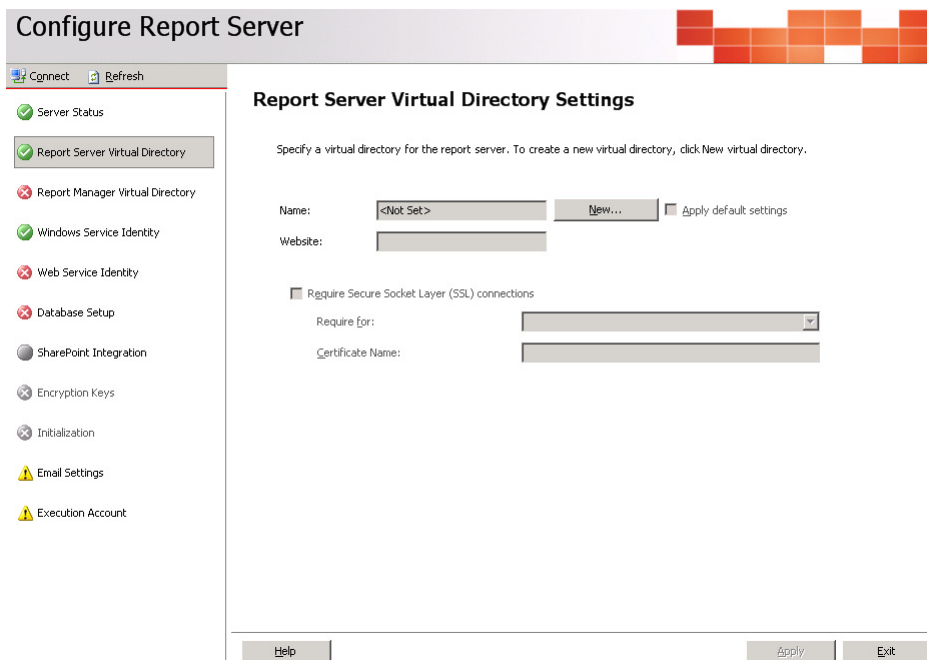 Configure Report Server
Connect Refresh
Server Status
Report Server Virtual Directory
Report Manager Virtual Directory
Windows Service Identity
Web Service Identity
Database Setup
SharePoint Integration
Encryption Keys
Initialization
Email Settings
Execution Account
Report Server Virtual Directory Settings
Specify a virtual directory for the report server. To create a new virtual directory, click New virtual directory.
Name: <Not Set> New... Apply default settings
Website:
Require Secure Socket Layer (SSL) connections
Require for:
Certificate Name:
Help Apply Exit